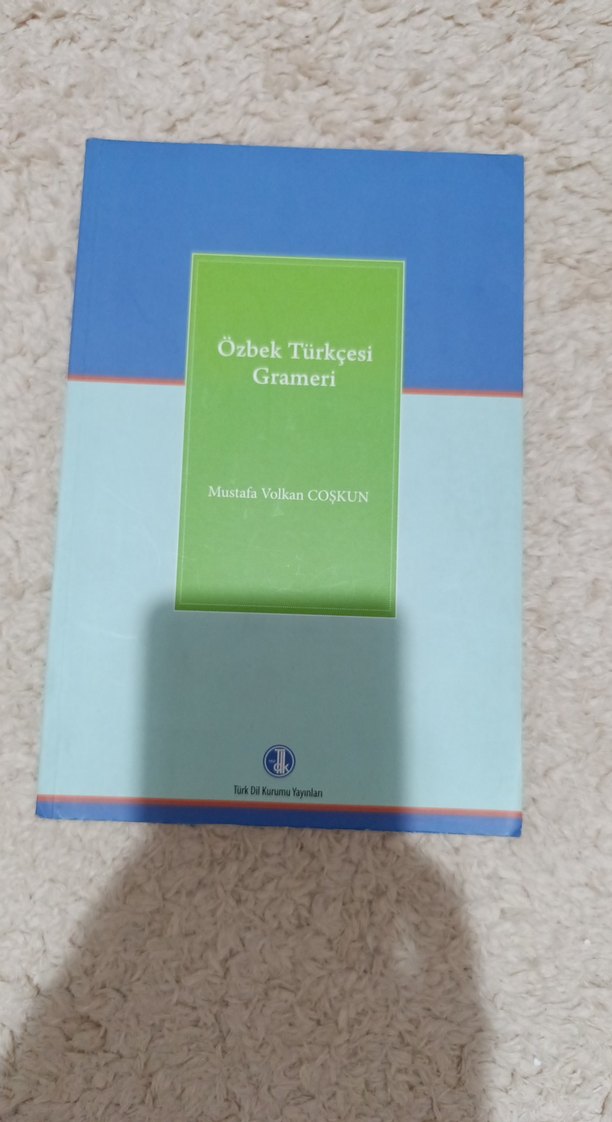 Özbek Türkçesi
Grameri
Mustafa Volkan COŞKUN
Türk Dil Kurumu Yayınları